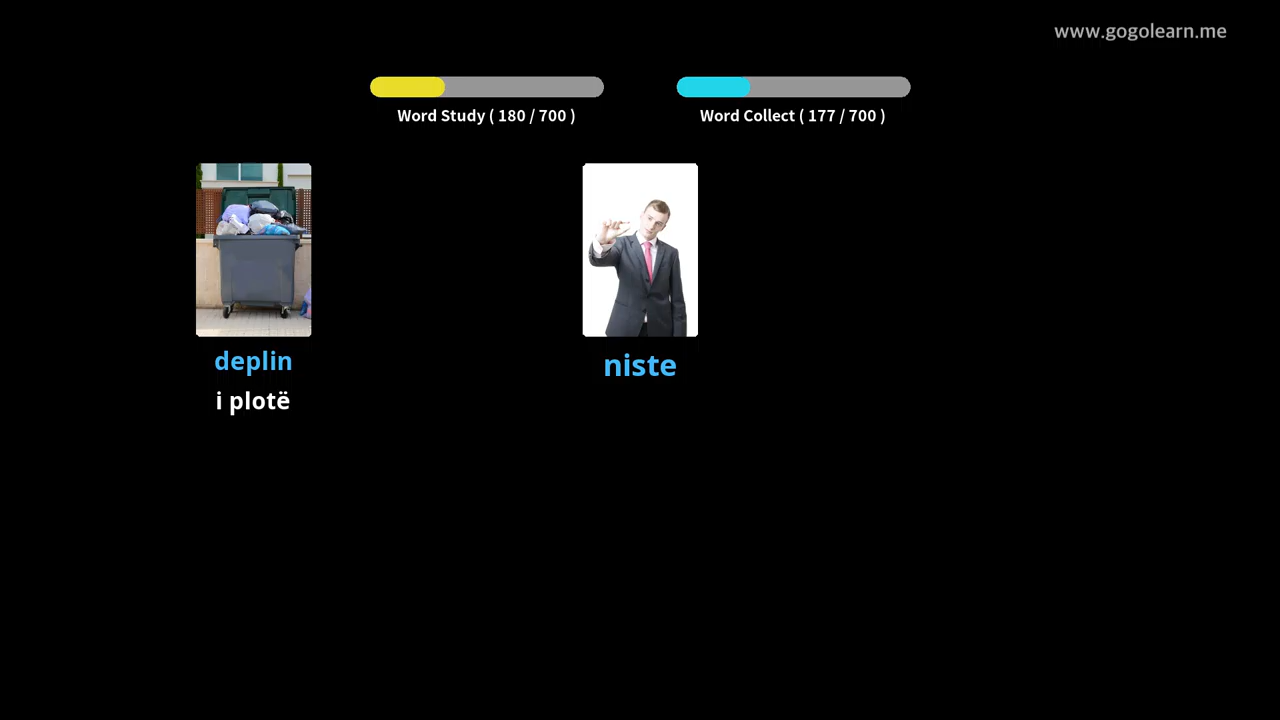 www.gogolearn.me
Word Study ( 180 / 700 )
Word Collect ( 177 / 700 )
deplin
i plotë
niste